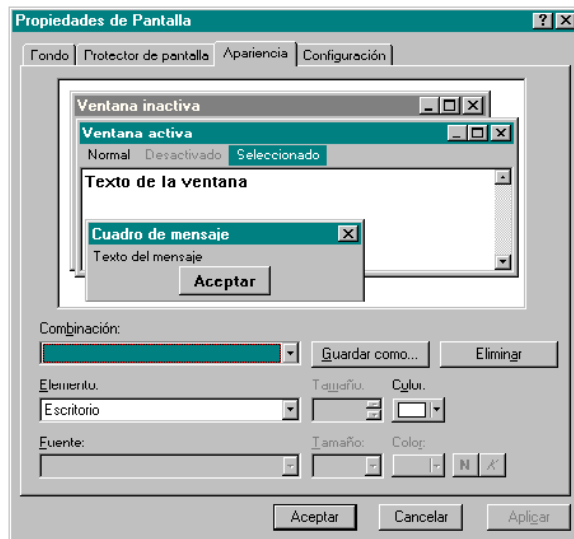 Propiedades de Pantalla
Fondo Protector de pantalla Apariencia Configuración
Ventana inactiva
Ventana activa
Normal Desactivado Seleccionado
Texto de la ventana
Cuadro de mensaje
Texto del mensaje
Aceptar
Combinación:
Guardar como... Eliminar
Elemento: Tamaño: Color:
Escritorio
Fuente: Tamaño: Color:
N K
Aceptar Cancelar Aplicar